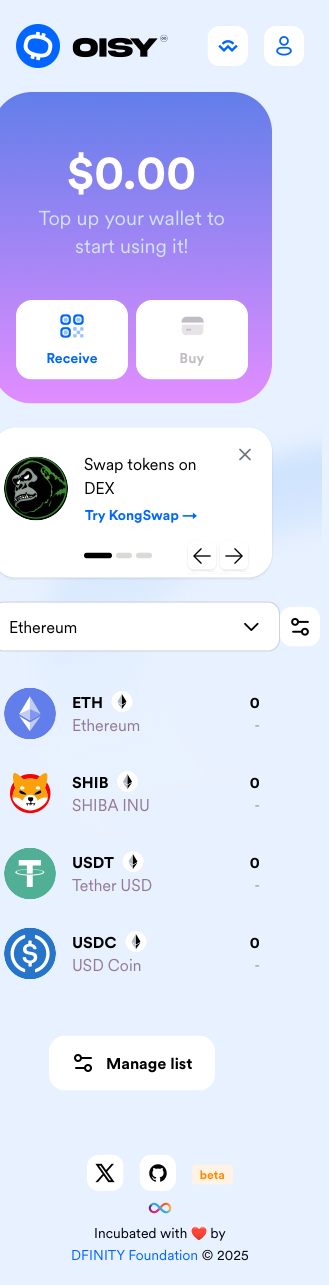 OISY
$0.00
Top up your wallet to
start using it!
Receive
Buy
Swap tokens on
DEX
Try KongSwap →
Ethereum
ETH
0
Ethereum
-
SHIB
0
SHIBA INU
-
USDT
0
Tether USD
-
USDC
0
USD Coin
-
Manage list
beta
Incubated with ❤️ by
DFINITY Foundation © 2025